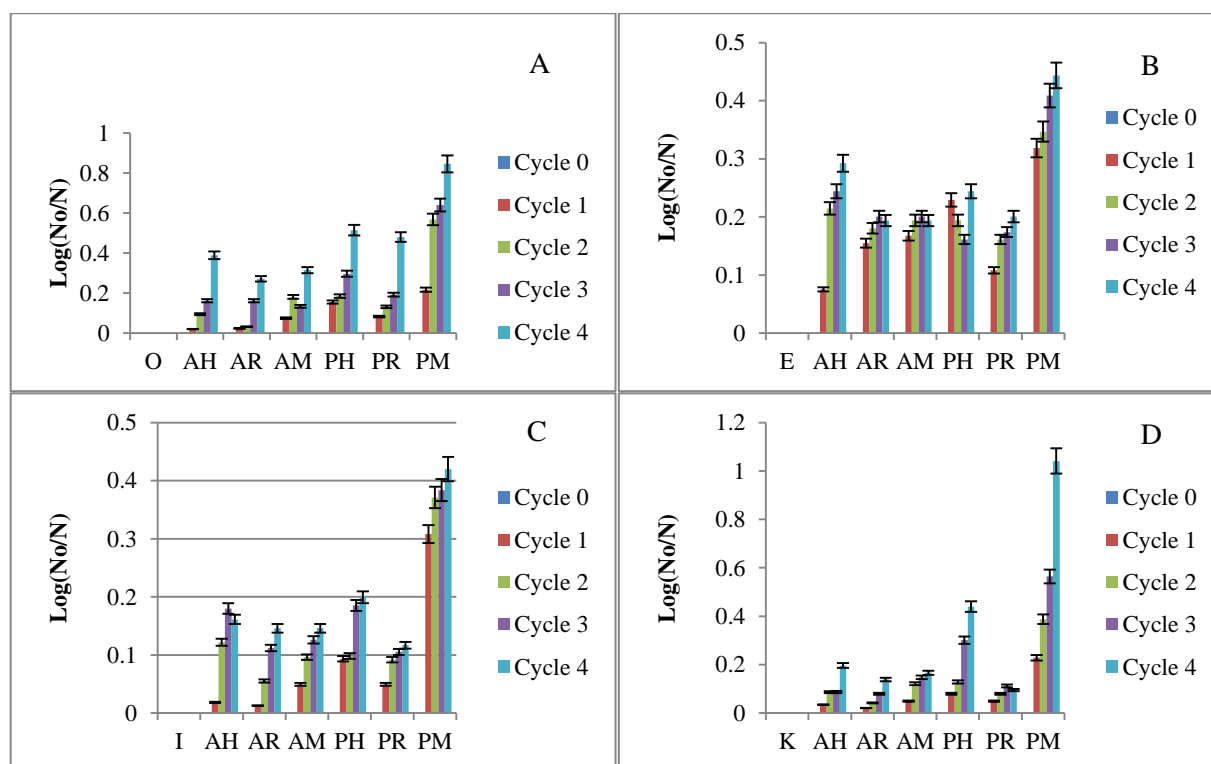 A
Log(No/N)
1
0.8
0.6
0.4
0.2
0
O AH AR AM PH PR PM
Cycle 0
Cycle 1
Cycle 2
Cycle 3
Cycle 4
B
Log(No/N)
0.5
0.4
0.3
0.2
0.1
0
E AH AR AM PH PR PM
Cycle 0
Cycle 1
Cycle 2
Cycle 3
Cycle 4
C
Log(No/N)
0.5
0.4
0.3
0.2
0.1
0
I AH AR AM PH PR PM
Cycle 0
Cycle 1
Cycle 2
Cycle 3
Cycle 4
D
Log(No/N)
1.2
1
0.8
0.6
0.4
0.2
0
K AH AR AM PH PR PM
Cycle 0
Cycle 1
Cycle 2
Cycle 3
Cycle 4